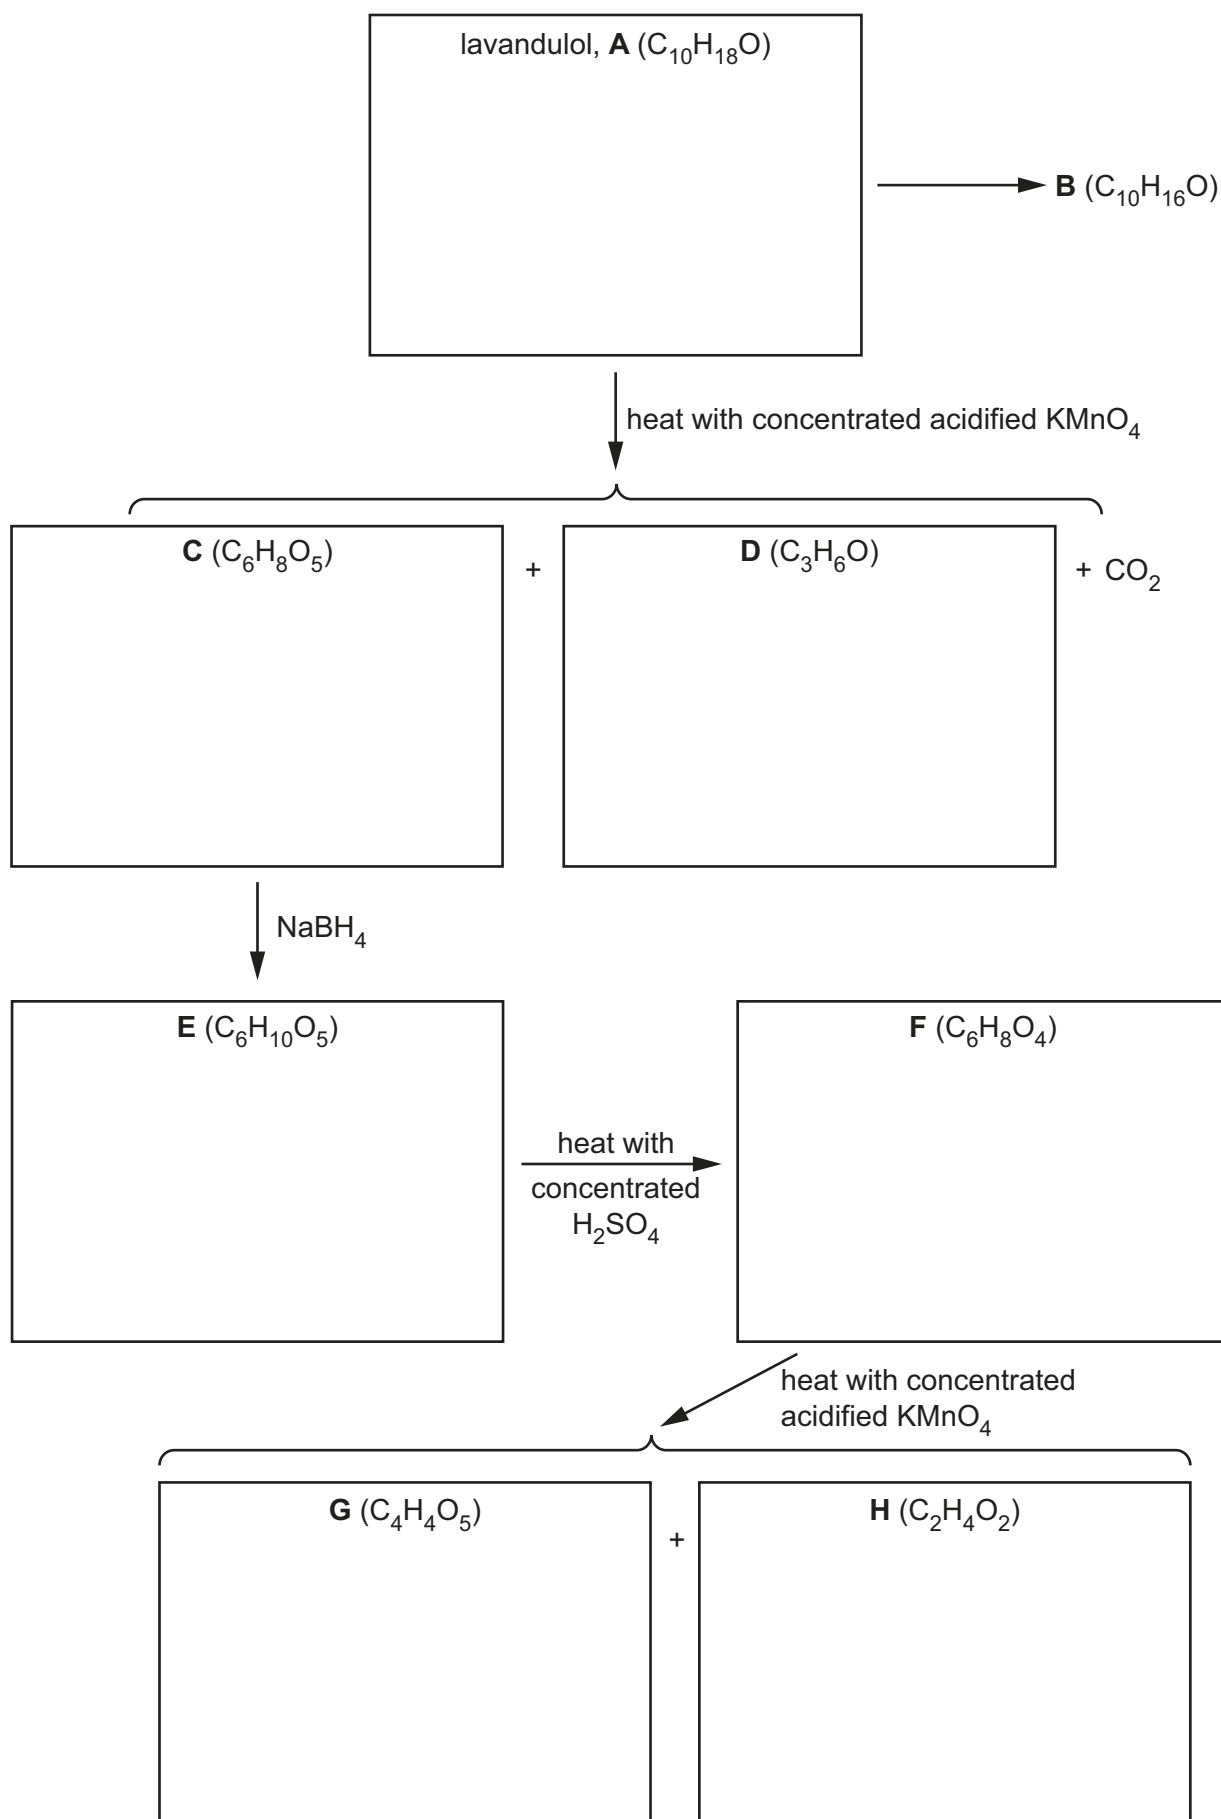 lavandulol, A (C₁₀H₁₈O)
B (C₁₀H₁₆O)
heat with concentrated acidified KMnO₄
C (C₆H₈O₅)
+
D (C₃H₆O)
+ CO₂
NaBH₄
E (C₆H₁₀O₅)
F (C₆H₈O₄)
heat with
concentrated
H₂SO₄
heat with concentrated
acidified KMnO₄
G (C₄H₄O₅)
+
H (C₂H₄O₂)